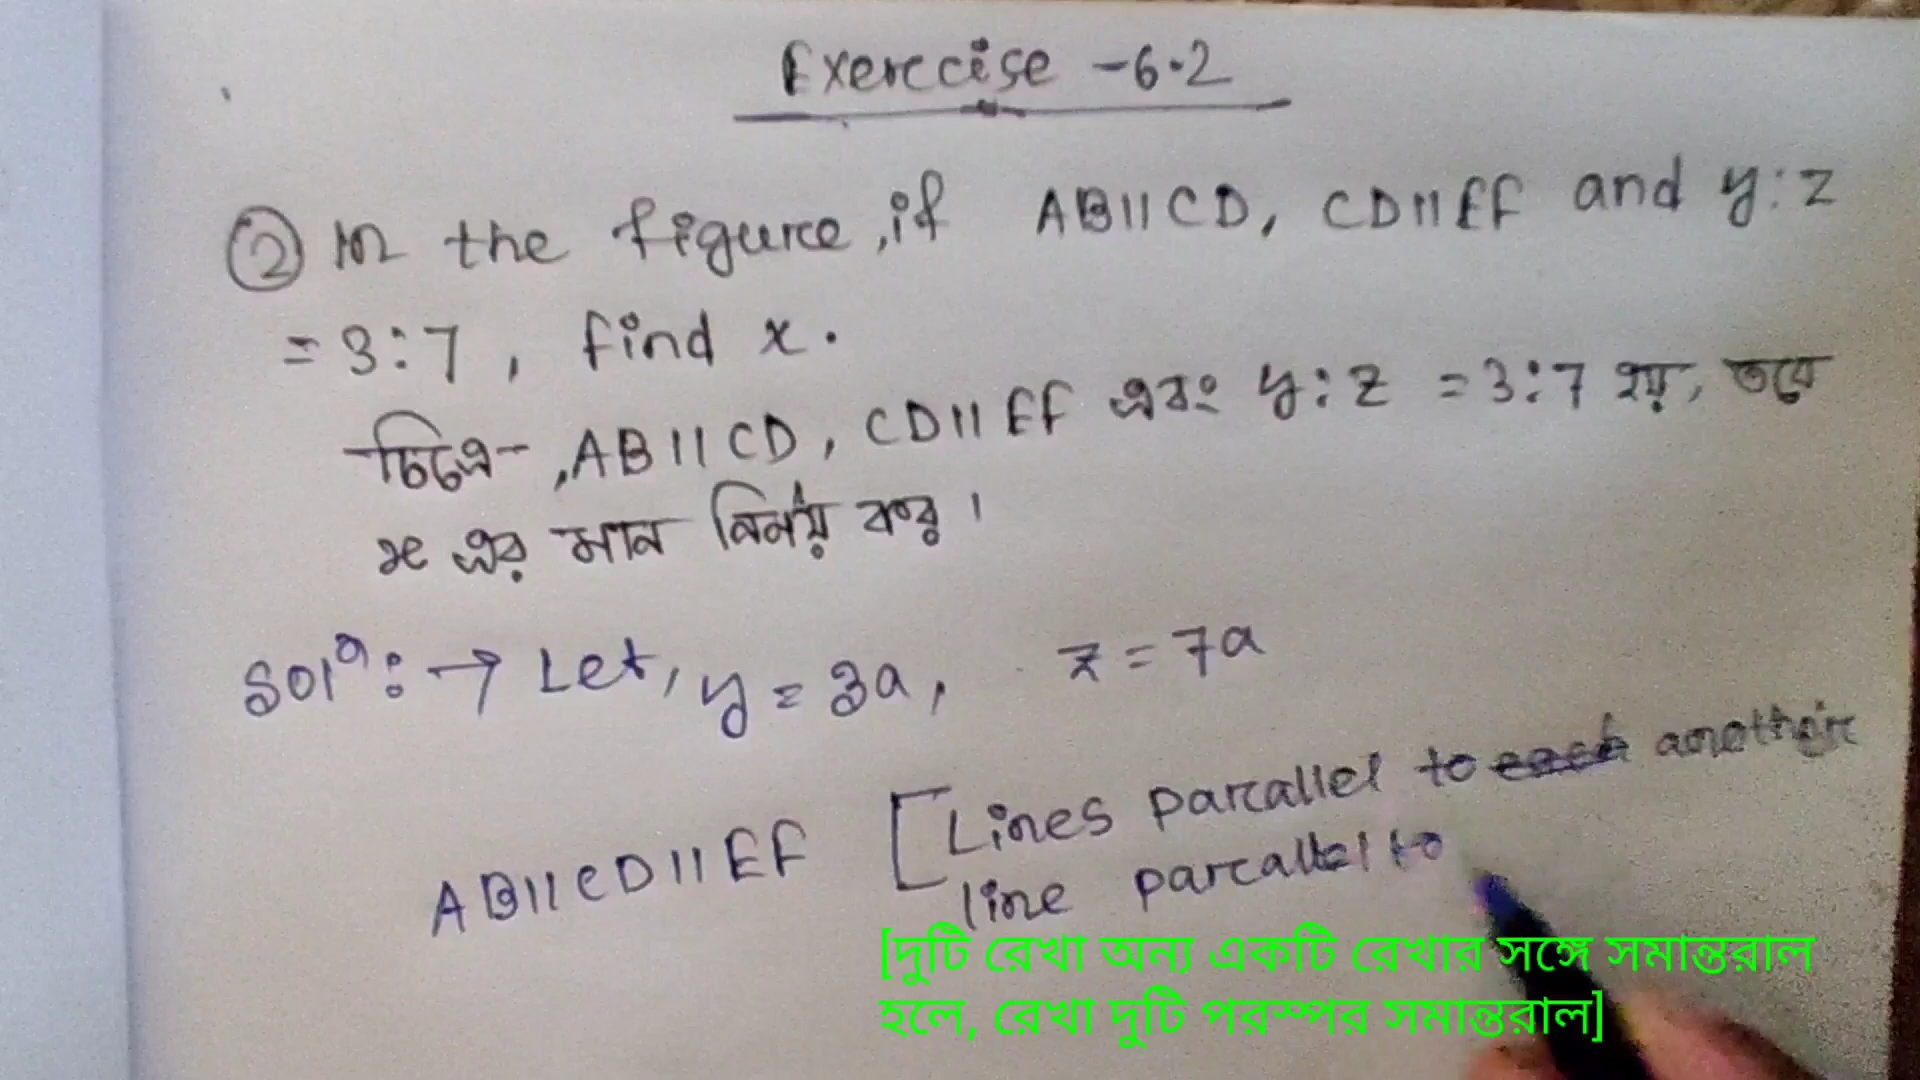 Exercise - 6.2
② In the figure, if AB||CD, CD||EF and y:z
= 3:7, find x.
চিত্রে, AB||CD, CD||EF এবং y:z = 3:7 হয়, তবে
x এর মান নির্ণয় কর।
Solⁿ: → Let, y = 3a, z = 7a
AB||CD||EF [Lines parallel to each another
line parallel to
[দুটি রেখা অন্য একটি রেখার সঙ্গে সমান্তরাল
হলে, রেখা দুটি পরস্পর সমান্তরাল]